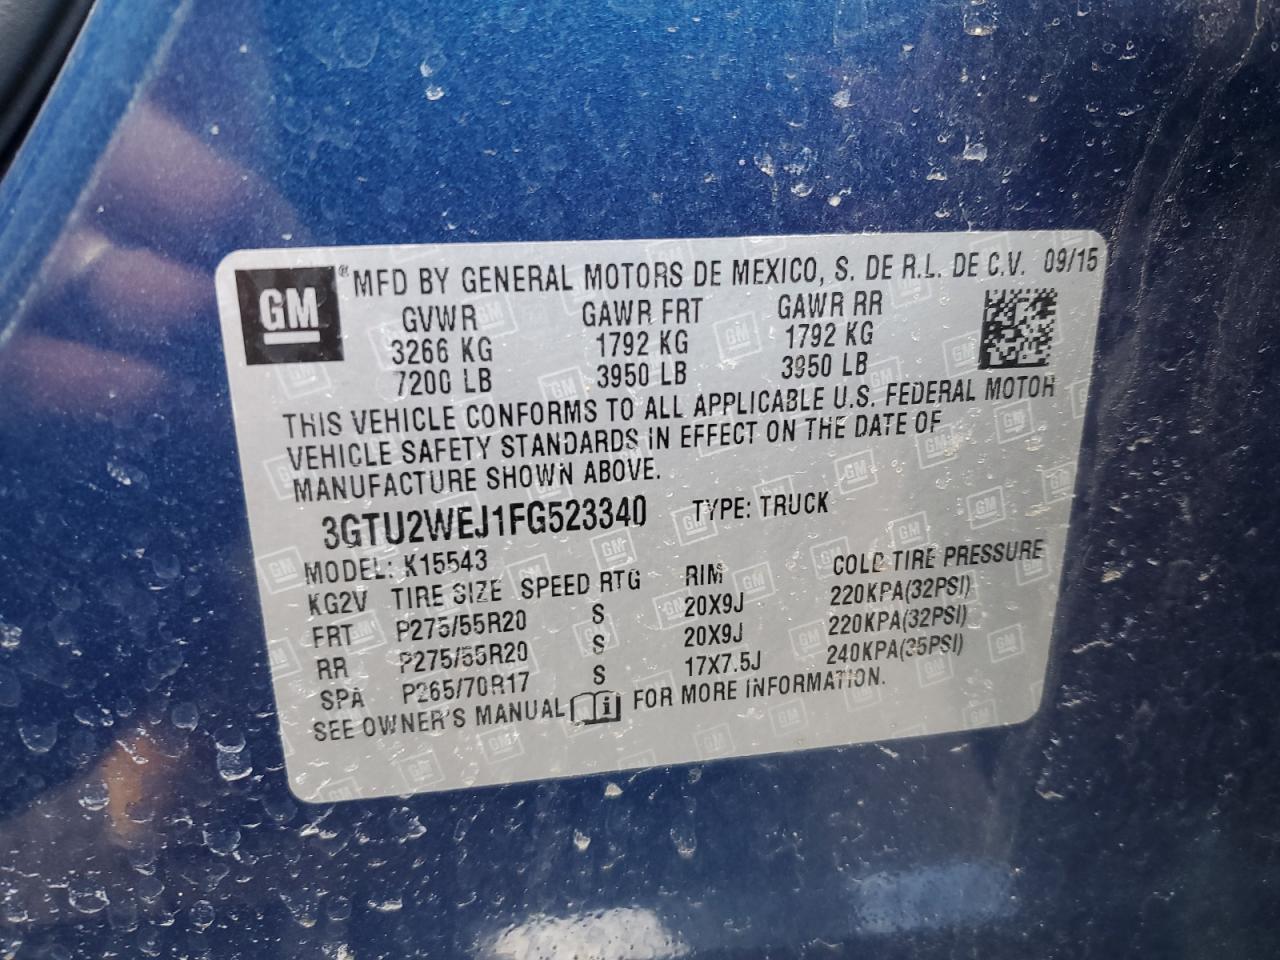 GM ® MFD BY GENERAL MOTORS DE MEXICO, S. DE R.L. DE C.V. 09/15
GVWR GAWR FRT GAWR RR
3266 KG 1792 KG 1792 KG
7200 LB 3950 LB 3950 LB
THIS VEHICLE CONFORMS TO ALL APPLICABLE U.S. FEDERAL MOTOR
VEHICLE SAFETY STANDARDS IN EFFECT ON THE DATE OF
MANUFACTURE SHOWN ABOVE.
3GTU2WEJ1FG523340 TYPE: TRUCK
MODEL: K15543
KG2V TIRE SIZE SPEED RTG RIM COLD TIRE PRESSURE
FRT P275/55R20 S 20X9J 220KPA(32PSI)
RR P275/55R20 S 20X9J 220KPA(32PSI)
SPA P265/70R17 S 17X7.5J 240KPA(35PSI)
SEE OWNER'S MANUAL i FOR MORE INFORMATION.